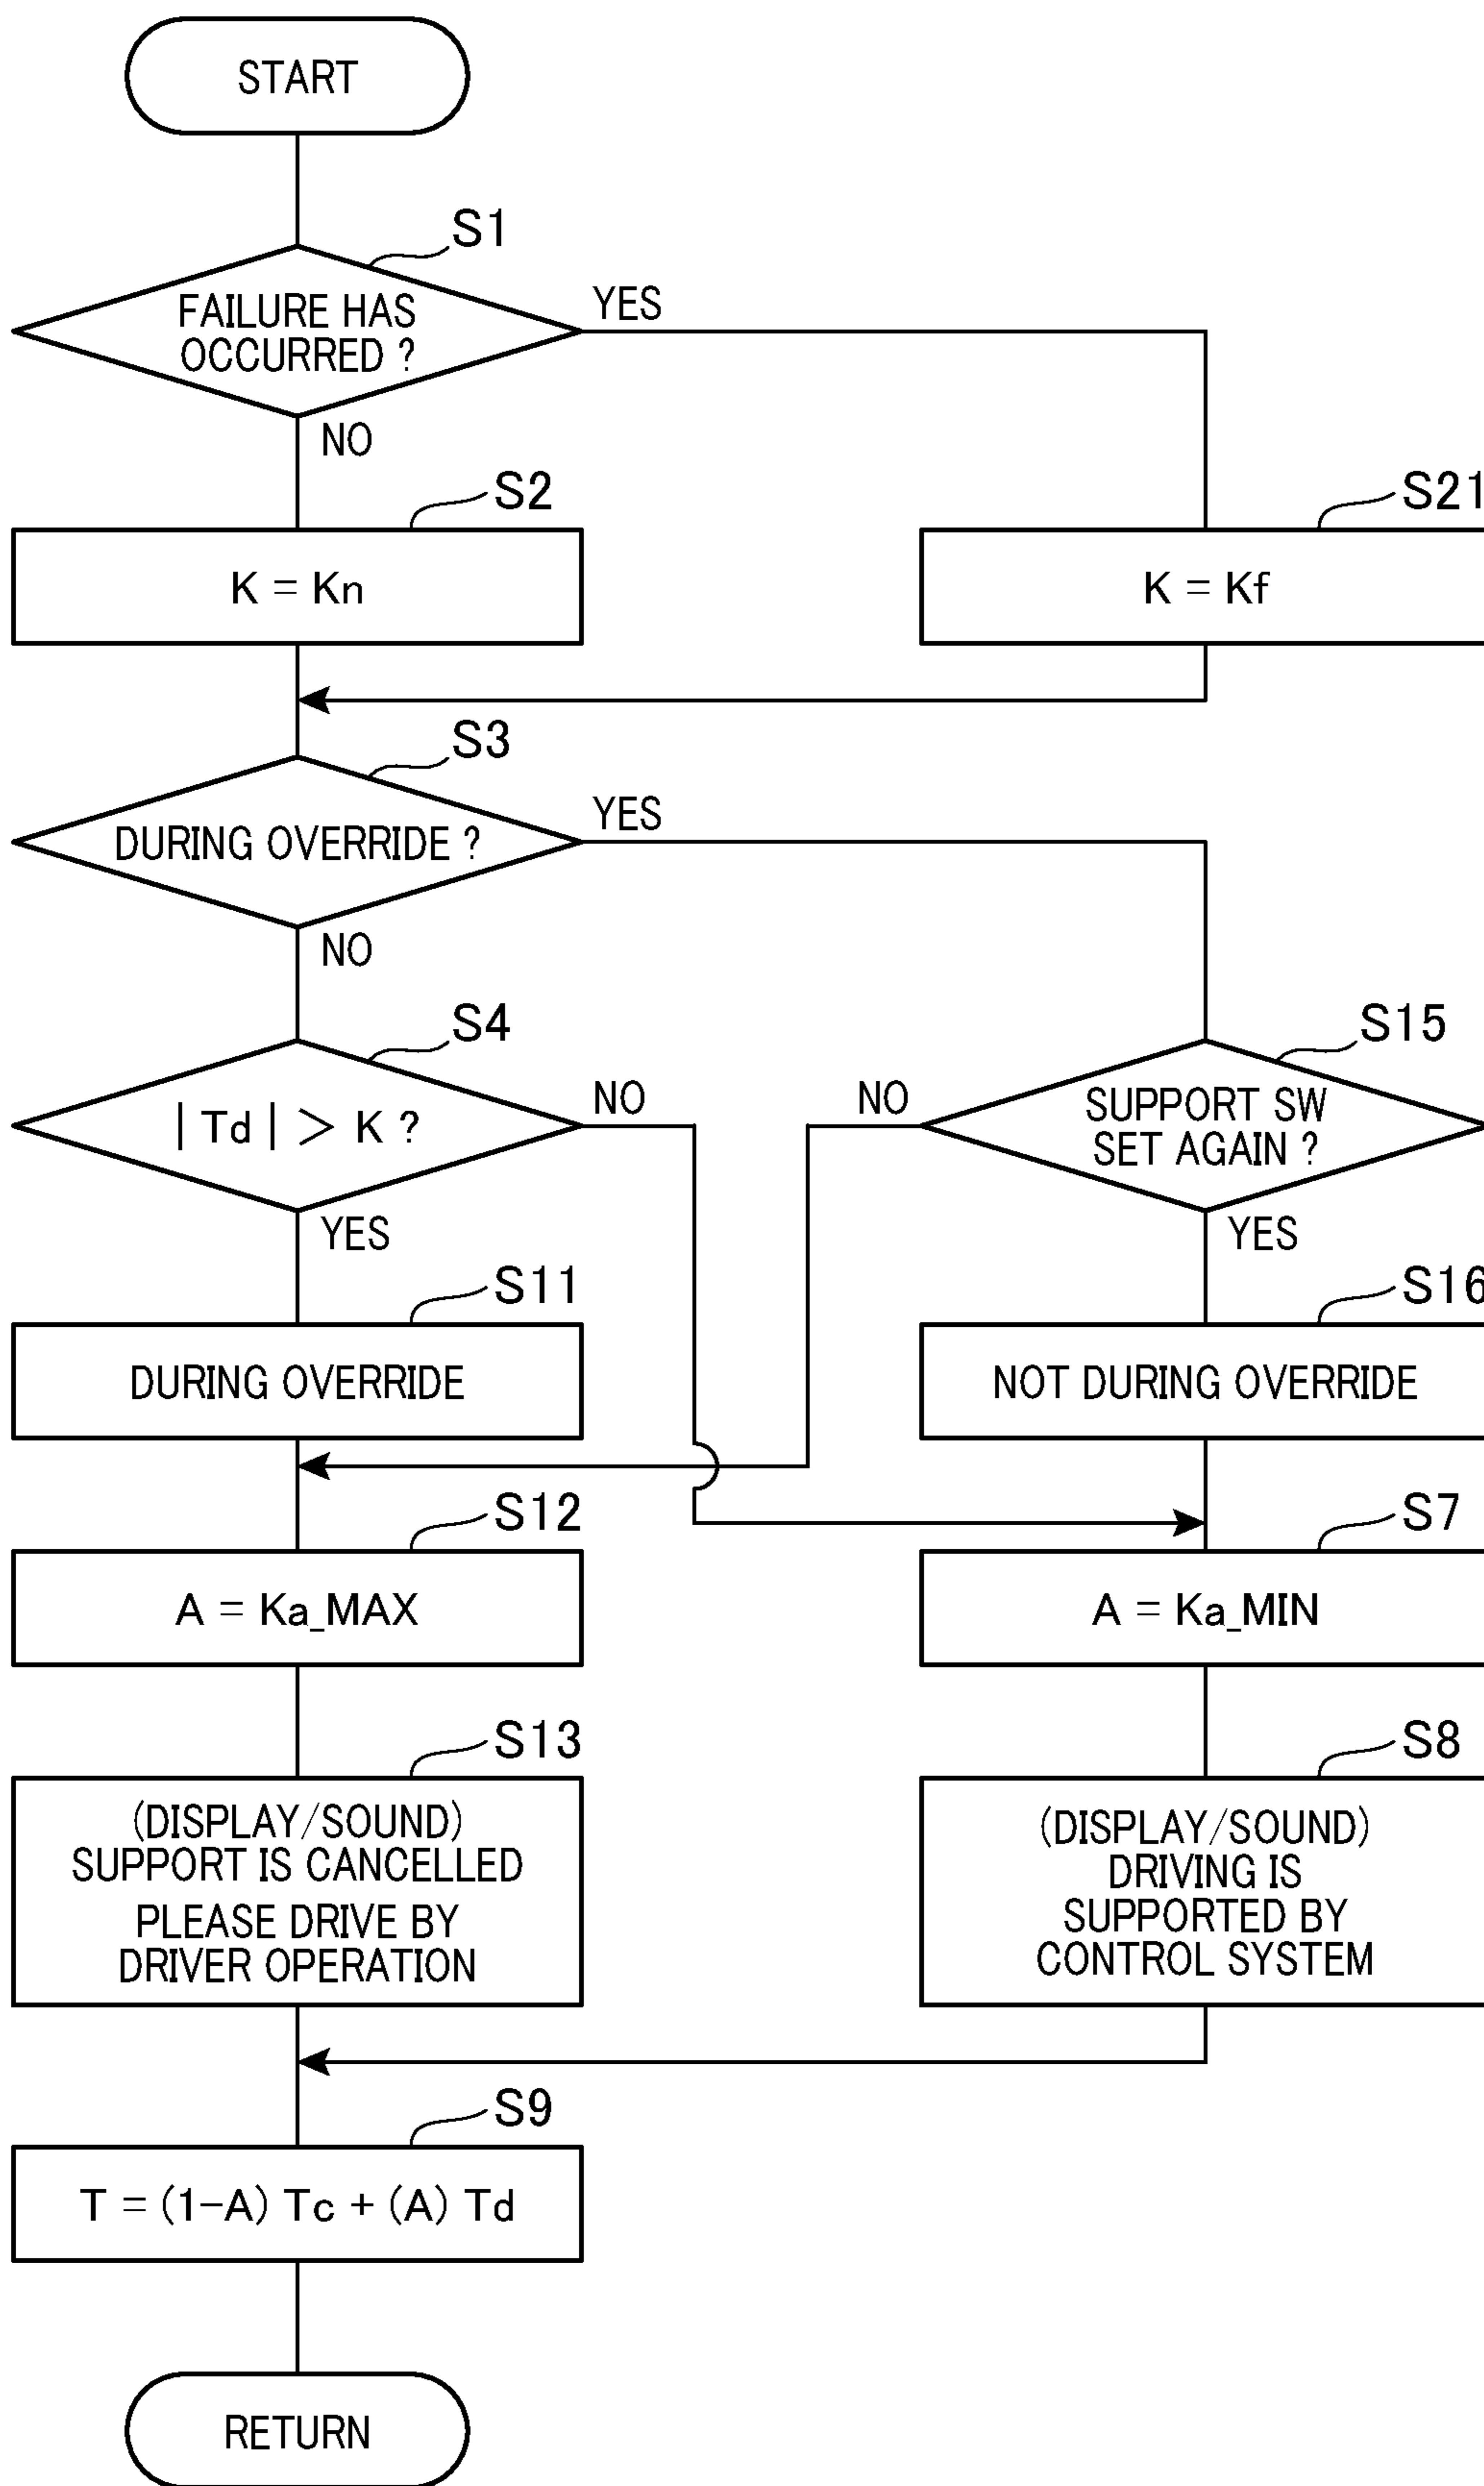 START
S1
FAILURE HAS
OCCURRED ?
YES
NO
S2
K = Kn
S21
K = Kf
S3
DURING OVERRIDE ?
YES
NO
S4
| Td | > K ?
NO
YES
S15
SUPPORT SW
SET AGAIN ?
NO
YES
S11
DURING OVERRIDE
S16
NOT DURING OVERRIDE
S12
A = Ka_MAX
S7
A = Ka_MIN
S13
(DISPLAY/SOUND)
SUPPORT IS CANCELLED
PLEASE DRIVE BY
DRIVER OPERATION
S8
(DISPLAY/SOUND)
DRIVING IS
SUPPORTED BY
CONTROL SYSTEM
S9
T = (1-A) Tc + (A) Td
RETURN